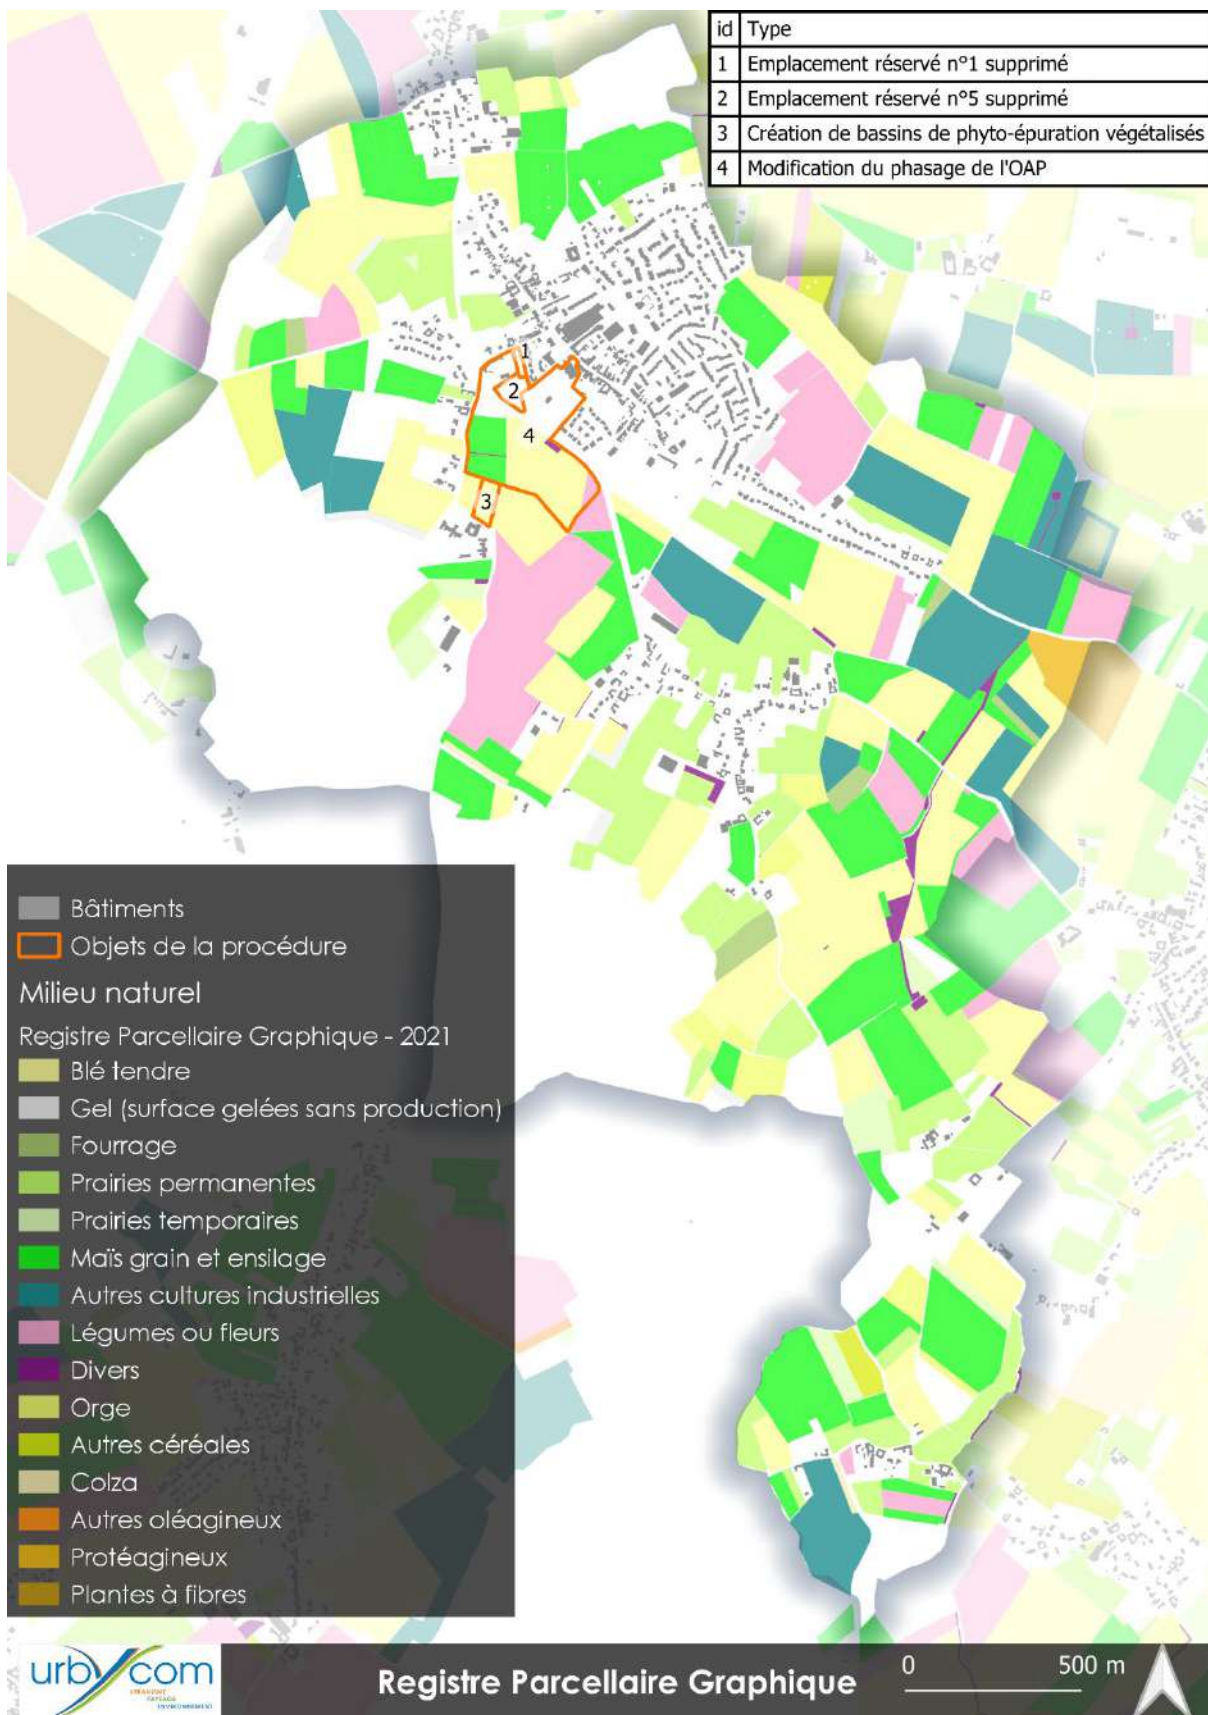 id Type
1 Emplacement réservé n°1 supprimé
2 Emplacement réservé n°5 supprimé
3 Création de bassins de phyto-épuration végétalisés
4 Modification du phasage de l'OAP
1
2
4
3
Bâtiments
Objets de la procédure
Milieu naturel
Registre Parcellaire Graphique - 2021
Blé tendre
Gel (surface gelées sans production)
Fourrage
Prairies permanentes
Prairies temporaires
Maïs grain et ensilage
Autres cultures industrielles
Légumes ou fleurs
Divers
Orge
Autres céréales
Colza
Autres oléagineux
Protéagineux
Plantes à fibres
urbycom
URBANISME
PAYSAGE
ENVIRONNEMENT
Registre Parcellaire Graphique
0 500 m